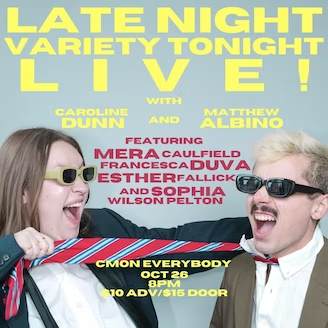 LATE NIGHT
VARIETY TONIGHT
LIVE!
WITH
CAROLINE DUNN AND MATTHEW ALBINO
FEATURING
MERA CAULFIELD
FRANCESCA DUVA
ESTHER FALLICK
AND SOPHIA
WILSON PELTON
CMON EVERYBODY
OCT 26
8PM
$10 ADV/$15 DOOR